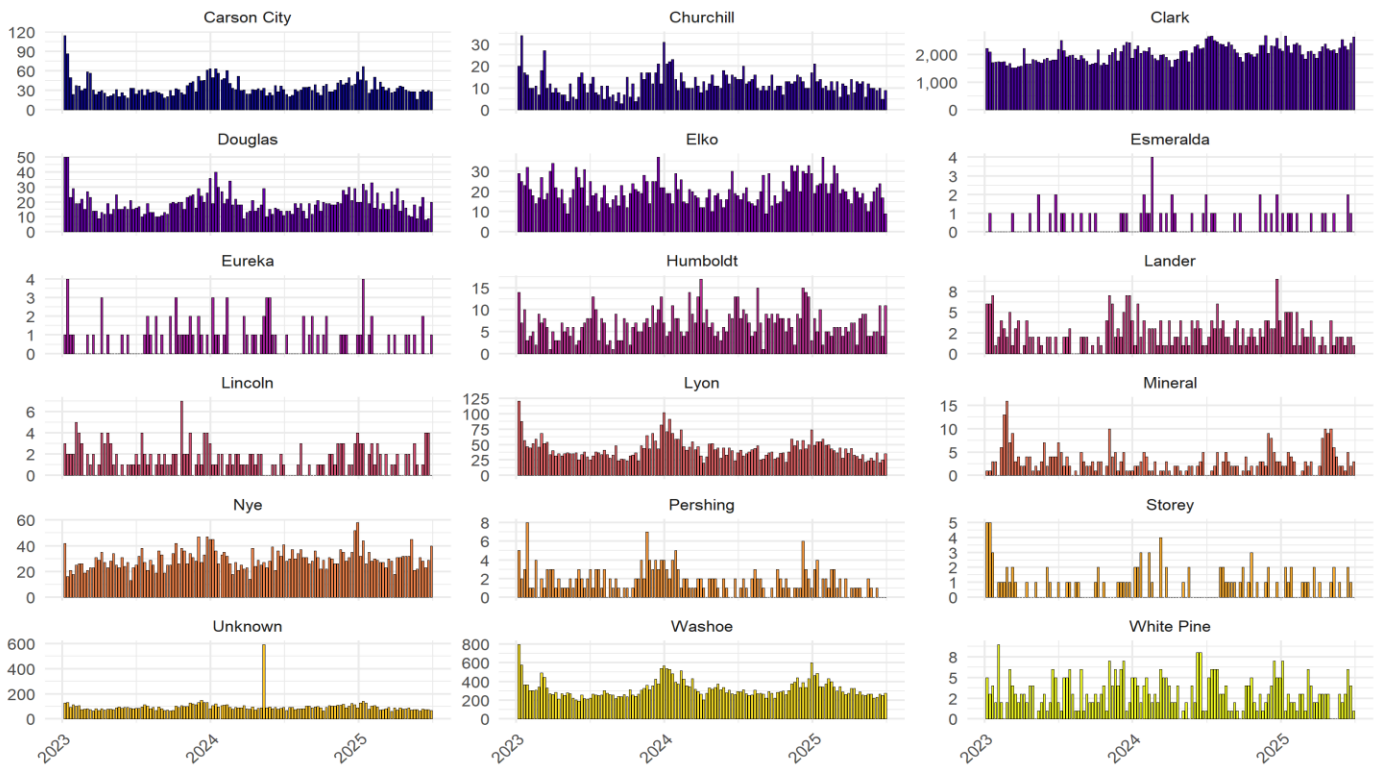 Carson City Churchill Clark
120 90 60 30 0
30 20 10 0
2,000 1,000 0
Douglas Elko Esmeralda
50 40 30 20 10 0
30 20 10 0
4 3 2 1 0
Eureka Humboldt Lander
4 3 2 1 0
15 10 5 0
8 5 2 0
Lincoln Lyon Mineral
6 4 2 0
125 100 75 50 25 0
15 10 5 0
Nye Pershing Storey
60 40 20 0
8 6 4 2 0
5 4 3 2 1 0
Unknown Washoe White Pine
600 400 200 0
800 600 400 200 0
8 5 2 0
2023 2024 2025 2023 2024 2025 2023 2024 2025